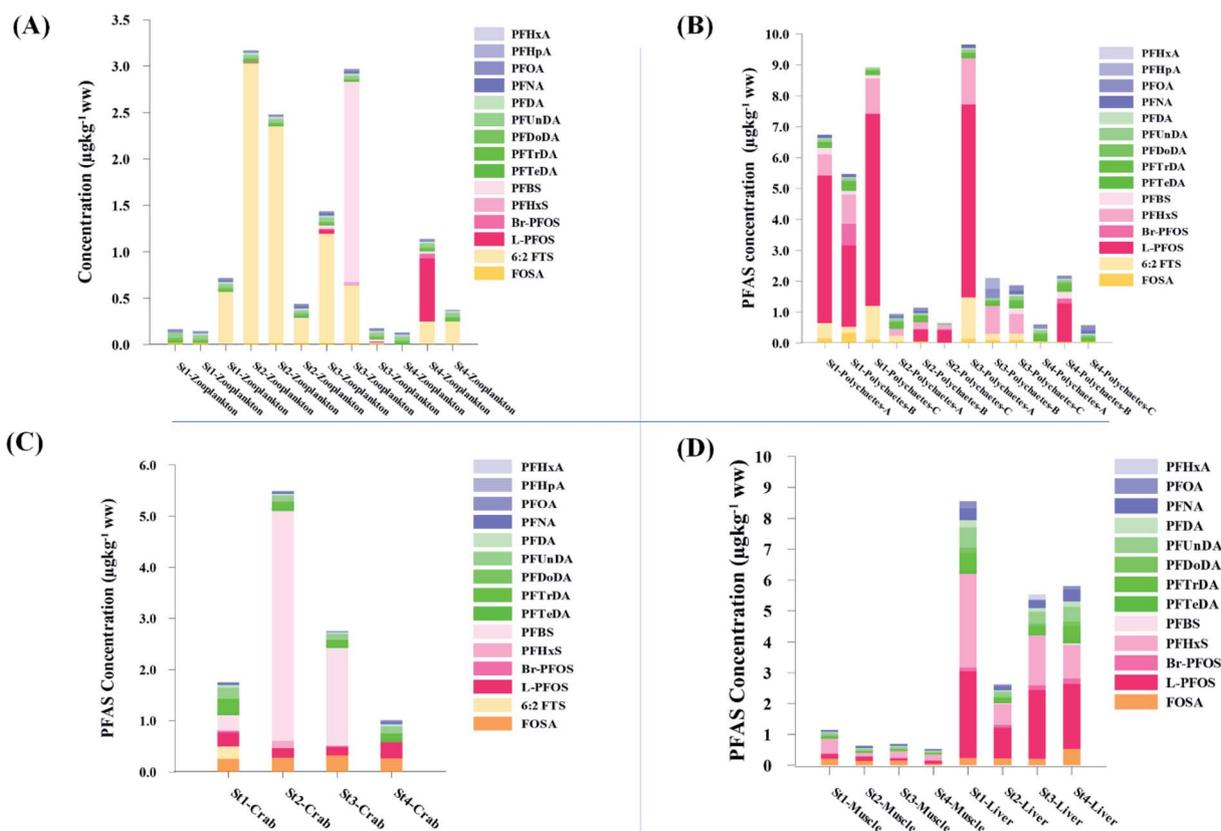 (A)
Concentration (µgkg⁻¹ ww)
3.5
3.0
2.5
2.0
1.5
1.0
0.5
0.0
St1-Zooplankton
St1-Zooplankton
St1-Zooplankton
St2-Zooplankton
St2-Zooplankton
St2-Zooplankton
St3-Zooplankton
St3-Zooplankton
St3-Zooplankton
St4-Zooplankton
St4-Zooplankton
St4-Zooplankton
PFHxA
PFHpA
PFOA
PFNA
PFDA
PFUnDA
PFDoDA
PFTrDA
PFTeDA
PFBS
PFHxS
Br-PFOS
L-PFOS
6:2 FTS
FOSA
(B)
PFAS concentration (µgkg⁻¹ ww)
10.0
9.0
8.0
7.0
6.0
5.0
4.0
3.0
2.0
1.0
0.0
St1-Polychaetes-A
St1-Polychaetes-B
St1-Polychaetes-C
St2-Polychaetes-A
St2-Polychaetes-B
St2-Polychaetes-C
St3-Polychaetes-A
St3-Polychaetes-B
St3-Polychaetes-C
St4-Polychaetes-A
St4-Polychaetes-B
St4-Polychaetes-C
PFHxA
PFHpA
PFOA
PFNA
PFDA
PFUnDA
PFDoDA
PFTrDA
PFTeDA
PFBS
PFHxS
Br-PFOS
L-PFOS
6:2 FTS
FOSA
(C)
PFAS Concentration (µgkg⁻¹ ww)
6.0
5.0
4.0
3.0
2.0
1.0
0.0
St1-Crab
St2-Crab
St3-Crab
St4-Crab
PFHxA
PFHpA
PFOA
PFNA
PFDA
PFUnDA
PFDoDA
PFTrDA
PFTeDA
PFBS
PFHxS
Br-PFOS
L-PFOS
6:2 FTS
FOSA
(D)
PFAS Concentration (µgkg⁻¹ ww)
10
9
8
7
6
5
4
3
2
1
0
St1-Muscle
St2-Muscle
St3-Muscle
St4-Muscle
St1-Liver
St2-Liver
St3-Liver
St4-Liver
PFHxA
PFOA
PFNA
PFDA
PFUnDA
PFDoDA
PFTrDA
PFTeDA
PFBS
PFHxS
Br-PFOS
L-PFOS
FOSA